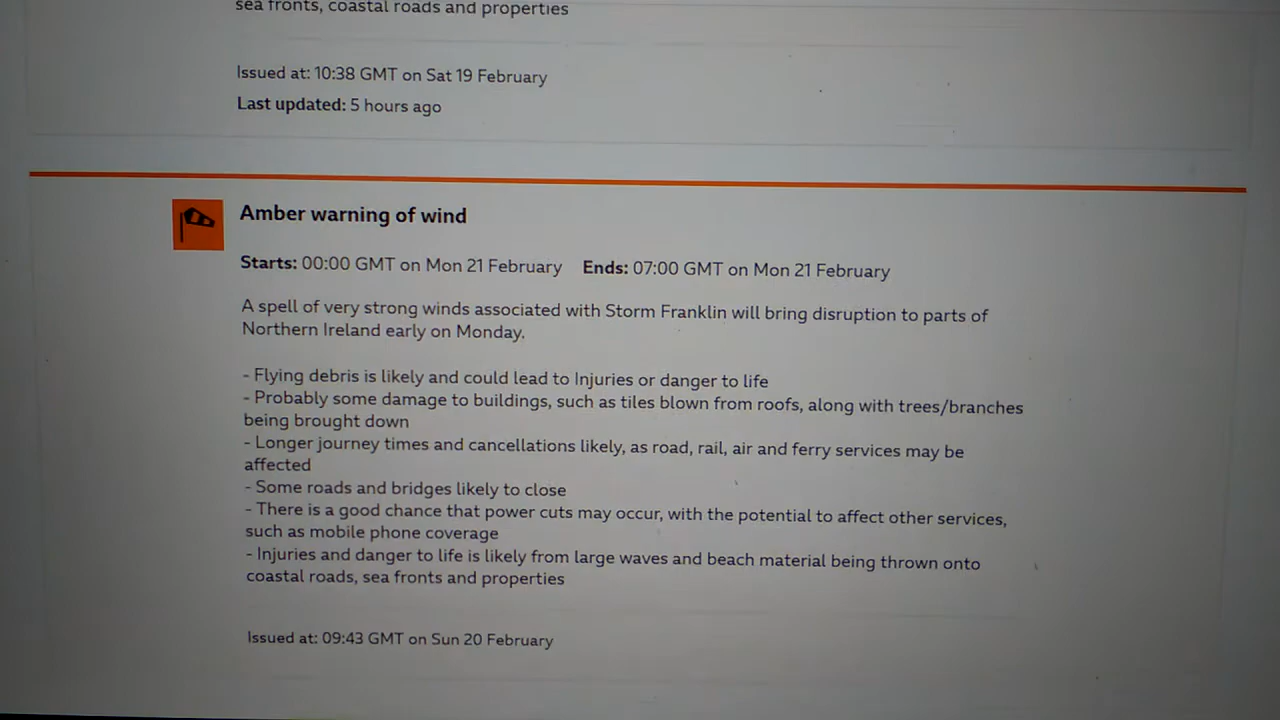 sea fronts, coastal roads and properties
Issued at: 10:38 GMT on Sat 19 February
Last updated: 5 hours ago
Amber warning of wind
Starts: 00:00 GMT on Mon 21 February Ends: 07:00 GMT on Mon 21 February
A spell of very strong winds associated with Storm Franklin will bring disruption to parts of
Northern Ireland early on Monday.
- Flying debris is likely and could lead to Injuries or danger to life
- Probably some damage to buildings, such as tiles blown from roofs, along with trees/branches
being brought down
- Longer journey times and cancellations likely, as road, rail, air and ferry services may be
affected
- Some roads and bridges likely to close
- There is a good chance that power cuts may occur, with the potential to affect other services,
such as mobile phone coverage
- Injuries and danger to life is likely from large waves and beach material being thrown onto
coastal roads, sea fronts and properties
Issued at: 09:43 GMT on Sun 20 February